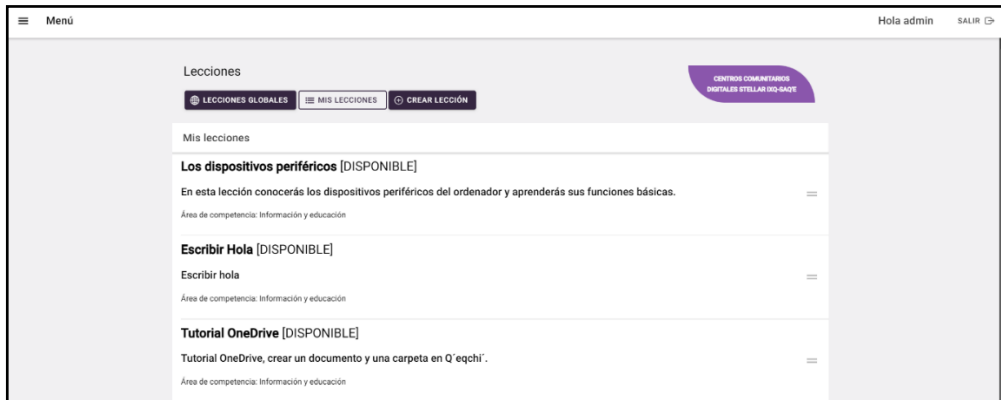 Menú
Hola admin
SALIR
Lecciones
CENTROS COMUNITARIOS
DIGITALES STELLAR IXQ-SAQ'E
LECCIONES GLOBALES
MIS LECCIONES
CREAR LECCIÓN
Mis lecciones
Los dispositivos periféricos [DISPONIBLE]
En esta lección conocerás los dispositivos periféricos del ordenador y aprenderás sus funciones básicas.
Área de competencia: Información y educación
Escribir Hola [DISPONIBLE]
Escribir hola
Área de competencia: Información y educación
Tutorial OneDrive [DISPONIBLE]
Tutorial OneDrive, crear un documento y una carpeta en Q´eqchi´.
Área de competencia: Información y educación